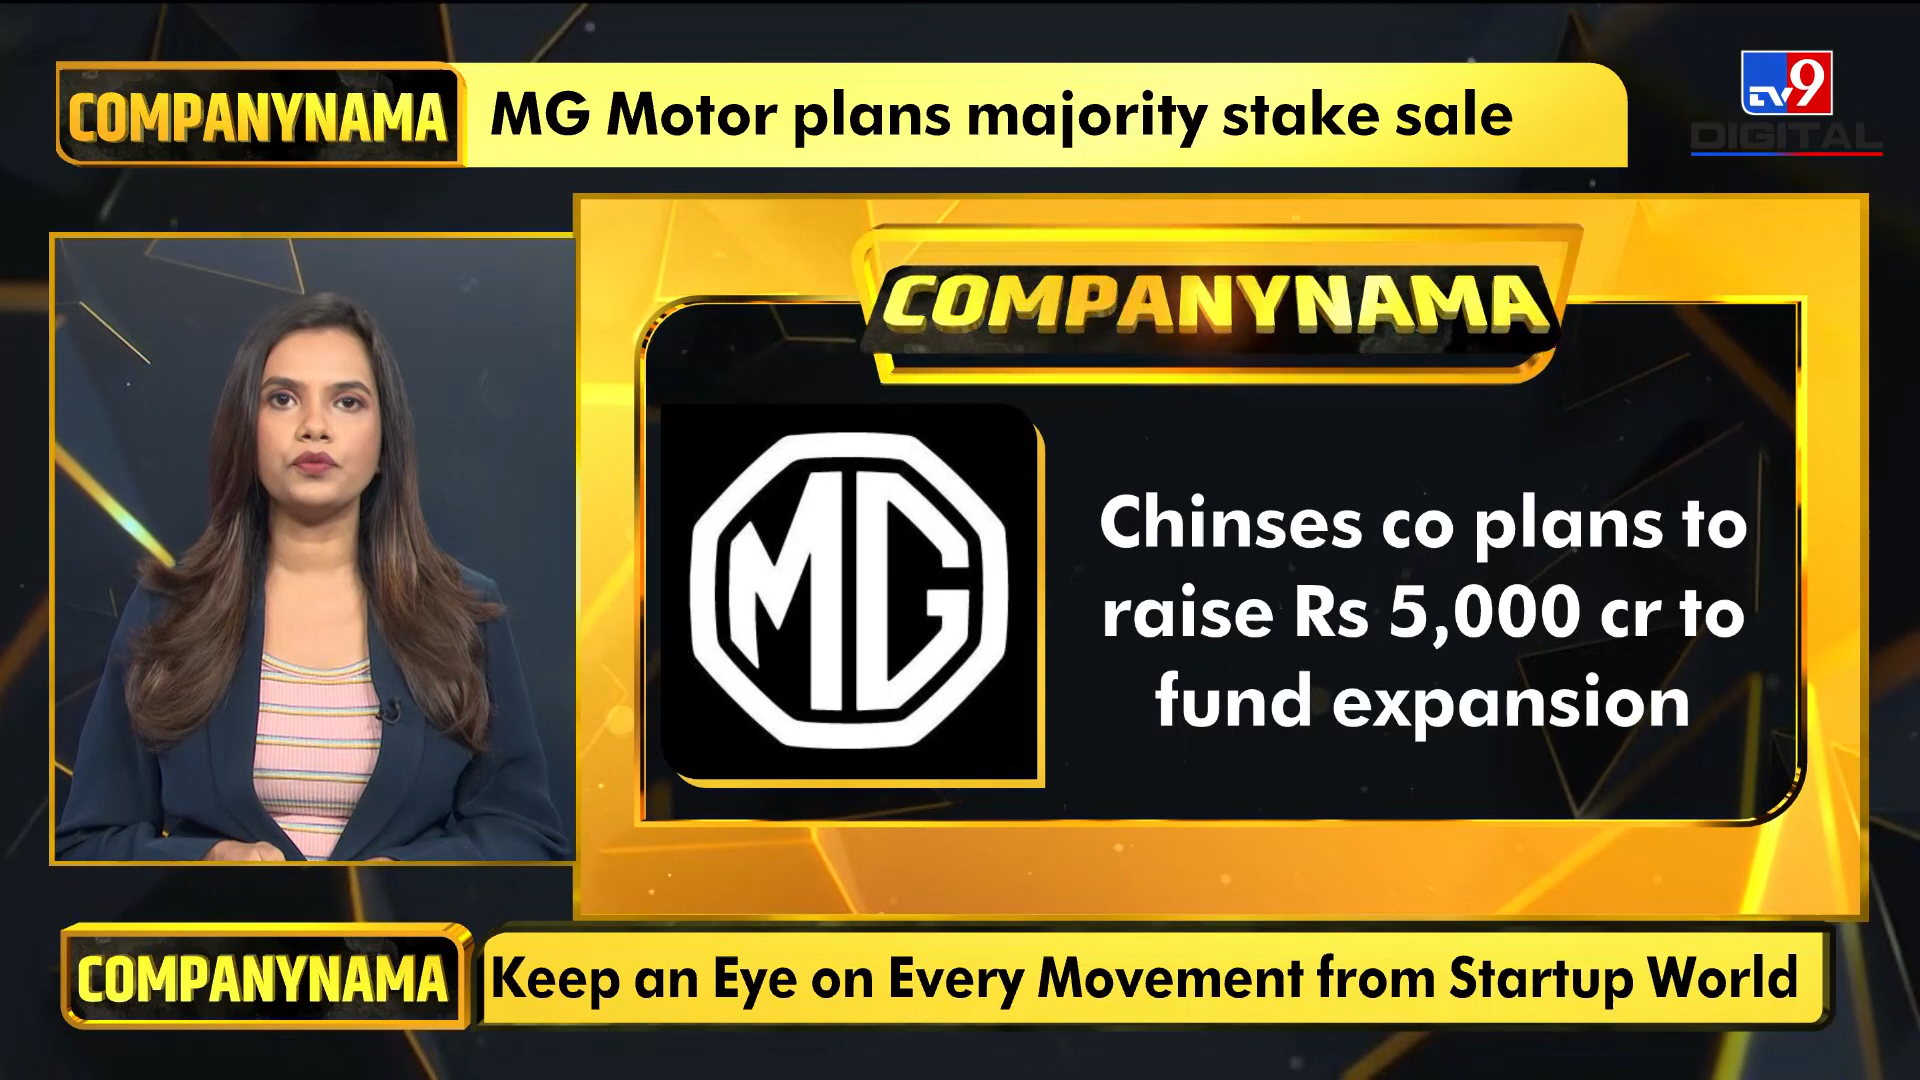 COMPANYNAMA
MG Motor plans majority stake sale
TV9
DIGITAL
COMPANYNAMA
MG
Chinses co plans to
raise Rs 5,000 cr to
fund expansion
COMPANYNAMA
Keep an Eye on Every Movement from Startup World